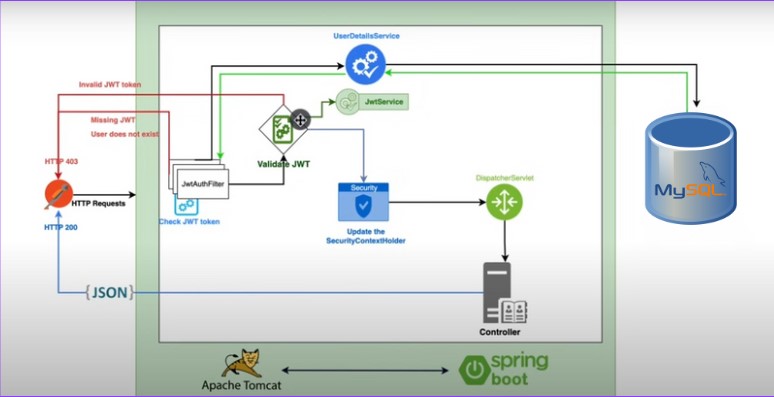 UserDetailsService
Invalid JWT token
JwtService
Missing JWT
User does not exist
HTTP 403
Validate JWT
JwtAuthFilter
HTTP Requests
Check JWT token
HTTP 200
Security
Update the
SecurityContextHolder
DispatcherServlet
MySQL
{JSON}
Controller
Apache Tomcat
spring
boot